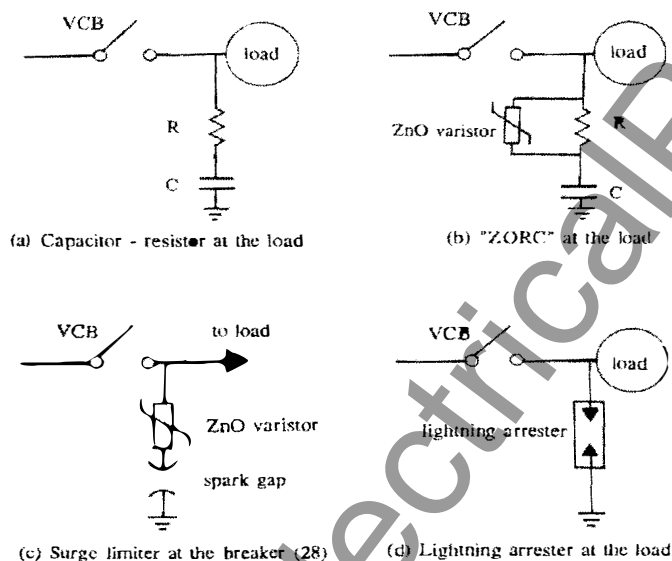 VCB
load
R
C
(a) Capacitor - resistor at the load
VCB
load
ZnO varistor
R
C
(b) "ZORC" at the load
VCB
to load
ZnO varistor
spark gap
(c) Surge limiter at the breaker (28)
VCB
load
lightning arrester
(d) Lightning arrester at the load